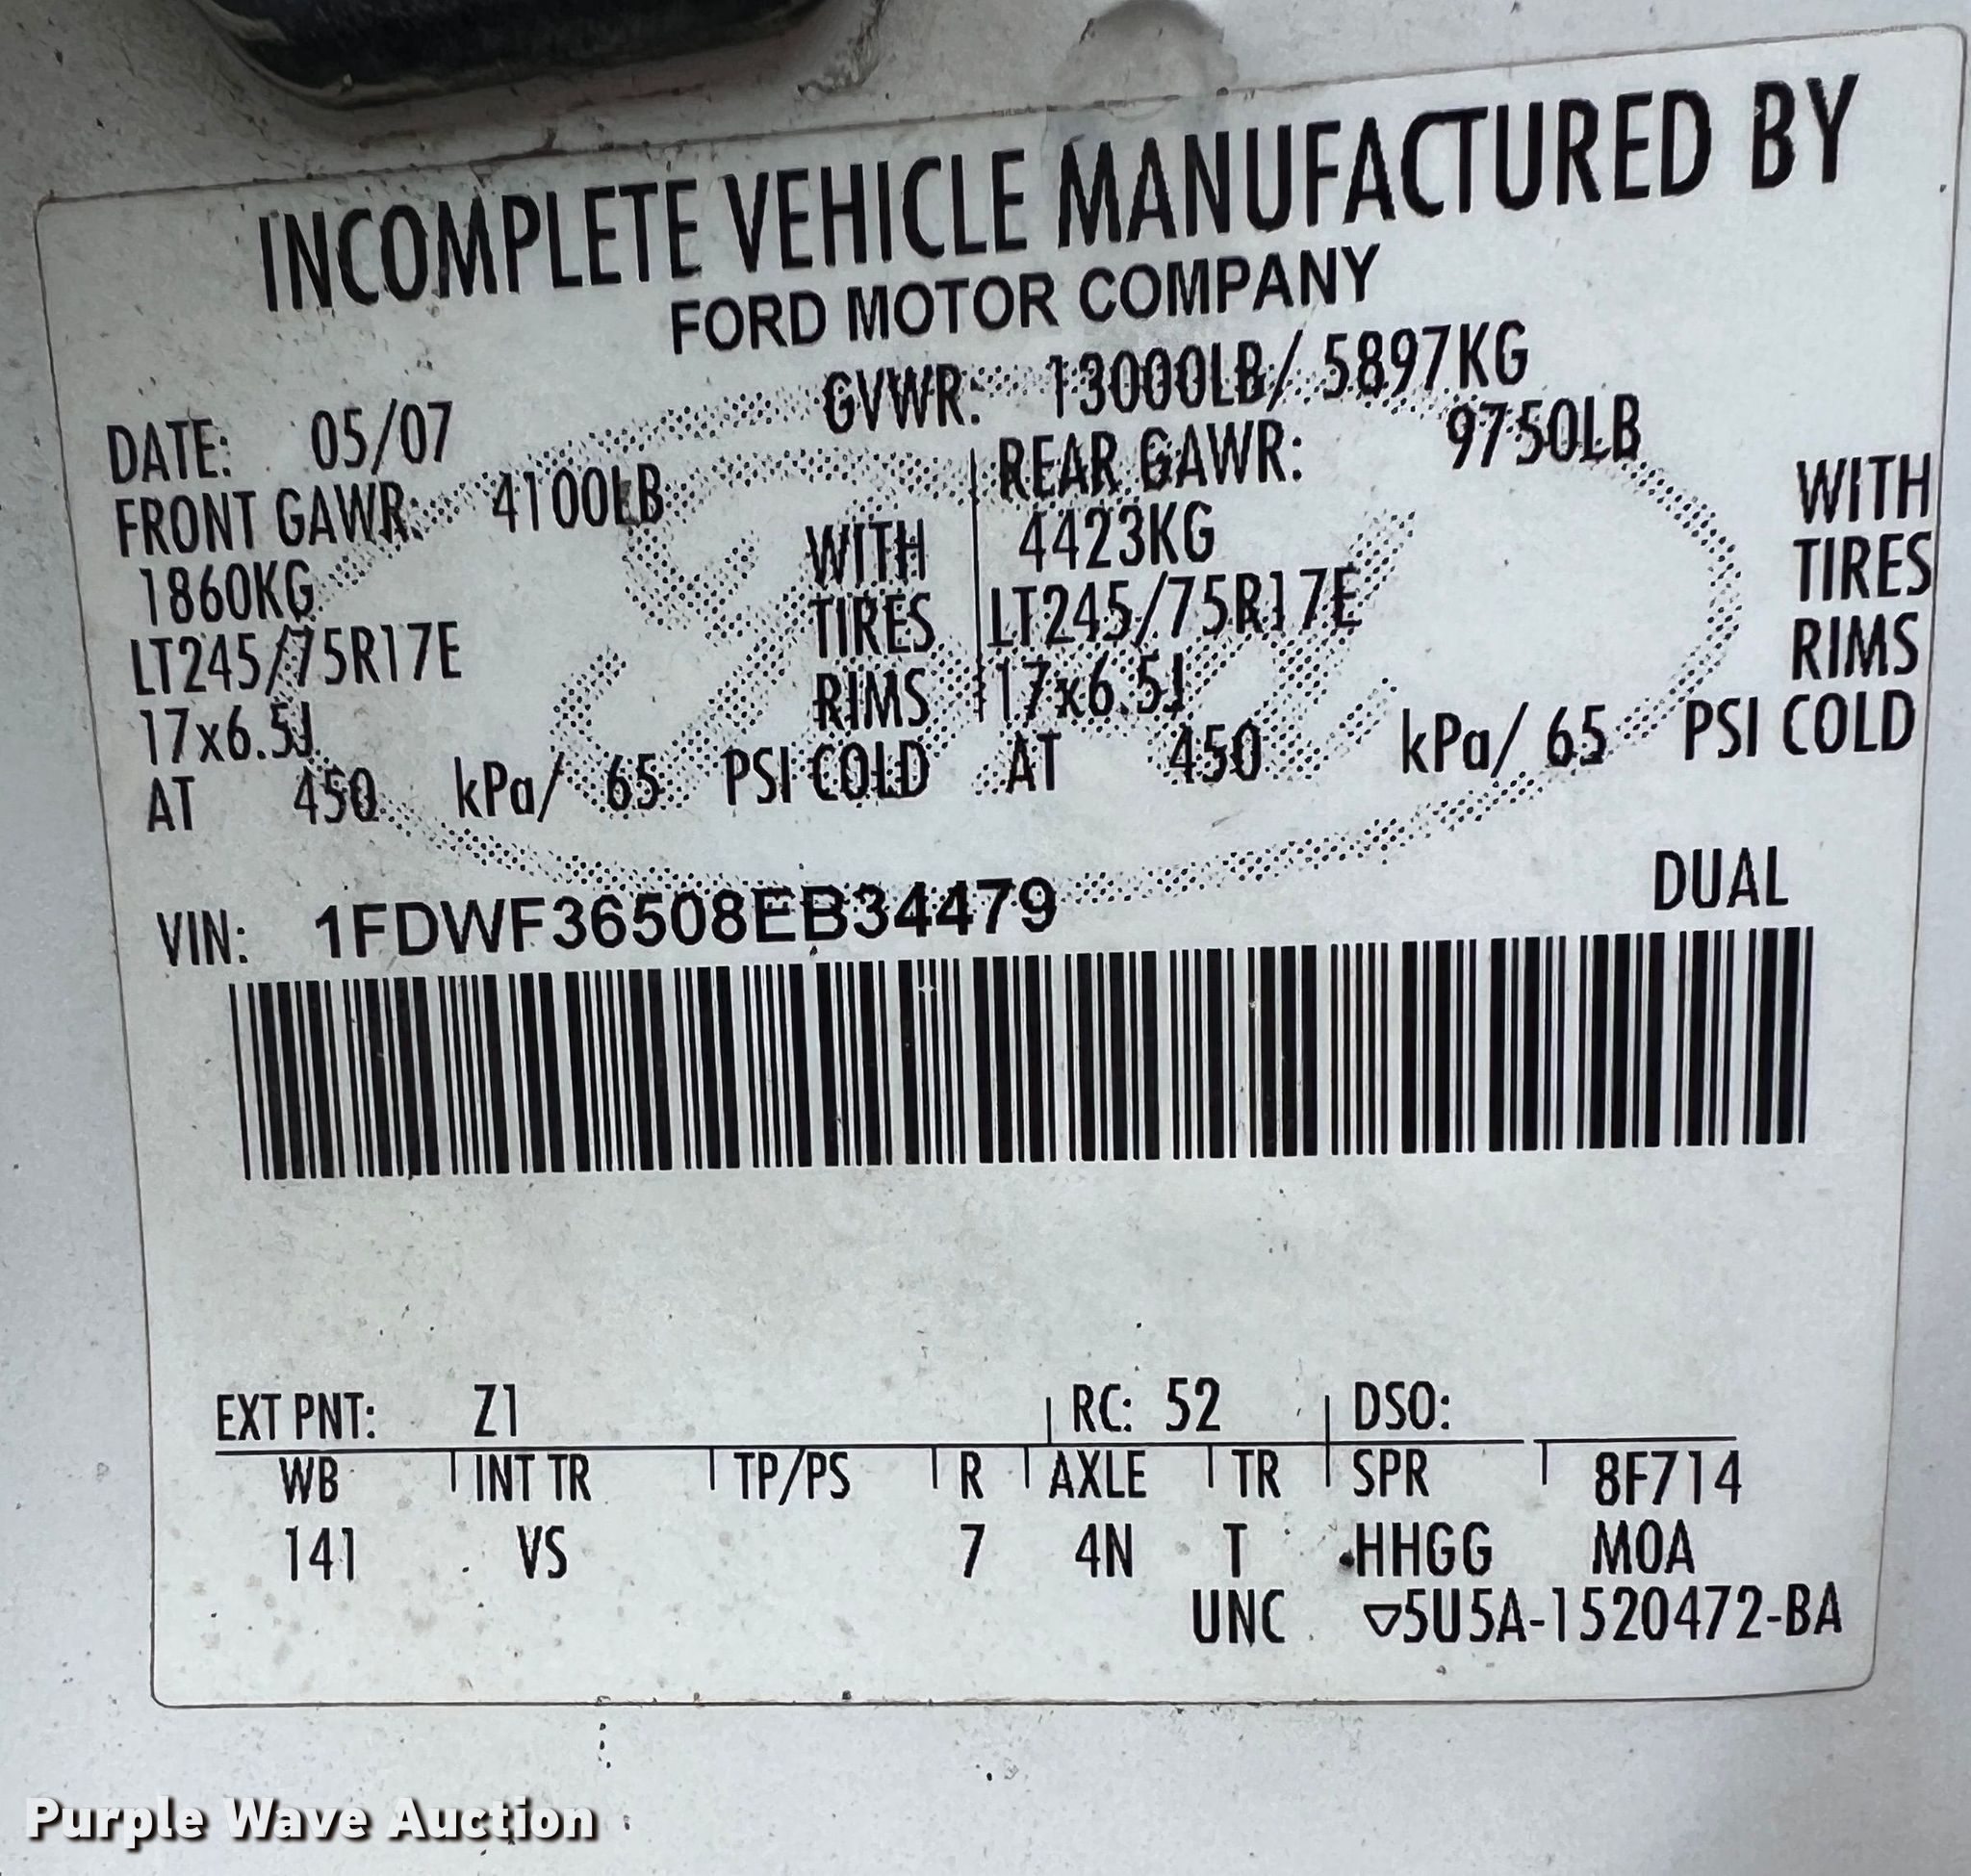 INCOMPLETE VEHICLE MANUFACTURED BY
FORD MOTOR COMPANY
DATE: 05/07 GVWR: 13000LB/ 5897KG
FRONT GAWR: 4100LB REAR GAWR: 9750LB
1860KG WITH 4423KG WITH
LT245/75R17E TIRES LT245/75R17E TIRES
17x6.5J RIMS 17x6.5J RIMS
AT 450 kPa/ 65 PSI COLD AT 450 kPa/ 65 PSI COLD
VIN: 1FDWF36508EB34479 DUAL
EXT PNT: Z1 RC: 52 DSO:
WB INT TR TP/PS R AXLE TR SPR 8F714
141 VS 7 4N T HHGG MOA
UNC ▽5U5A-1520472-BA
Purple Wave Auction